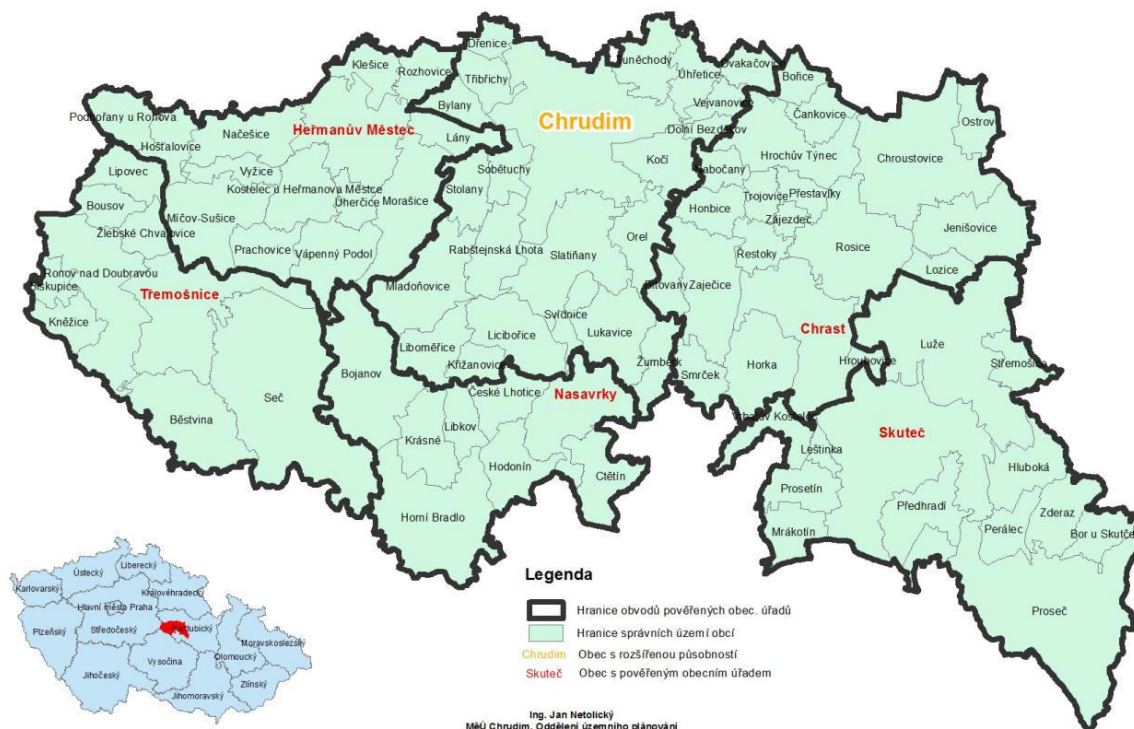 Dřenice
Klešice
Rozhovice
Třibřichy
Tuněchody
Úhřetice
Dvakačovice
Bořice
Bylany
Vejvanovice
Čankovice
Ostrov
Podhořany u Ronova
Načešice
Heřmanův Městec
Chrudim
Dolní Bezděkov
Hošťalovice
Lány
Hrochův Týnec
Chroustovice
Lipovec
Vyžice
Sobětuchy
Kočí
Nabočany
Kostelec u Heřmanova Městce
Stolany
Trojovice
Přestavlky
Úherčice
Morašice
Honbice
Bousov
Míčov-Sušice
Zájezdec
Jenišovice
Žlebské Chvalovice
Orel
Prachovice
Vápenný Podol
Rabštejnská Lhota
Slatiňany
Řestoky
Rosice
Ronov nad Doubravou
Lozice
Biskupice
Bítovany
Zaječice
Třemošnice
Mladoňovice
Kněžice
Svídnice
Chrast
Licibořice
Lukavice
Luže
Liboměřice
Žumberk
Hroubovice
Střemošice
Křižanovice
Horka
Bojanov
Smrček
České Lhotice
Nasavrky
Seč
Běstvina
Vrbatův Kostelec
Libkov
Skuteč
Krásné
Leštinka
Hodonín
Hluboká
Ctětín
Prosetín
Předhradí
Zderaz
Horní Bradlo
Mrákotín
Perálec
Bor u Skutče
Proseč
Liberecký
Ústecký
Karlovarský
Královéhradecký
Hlavní město Praha
Plzeňský
Středočeský
Pardubický
Moravskoslezský
Vysočina
Olomoucký
Jihočeský
Zlínský
Jihomoravský
Legenda
Hranice obvodů pověřených obec. úřadů
Hranice správních území obcí
Chrudim Obec s rozšířenou působností
Skuteč Obec s pověřeným obecním úřadem
Ing. Jan Netolický
MěÚ Chrudim, Oddělení územního plánování